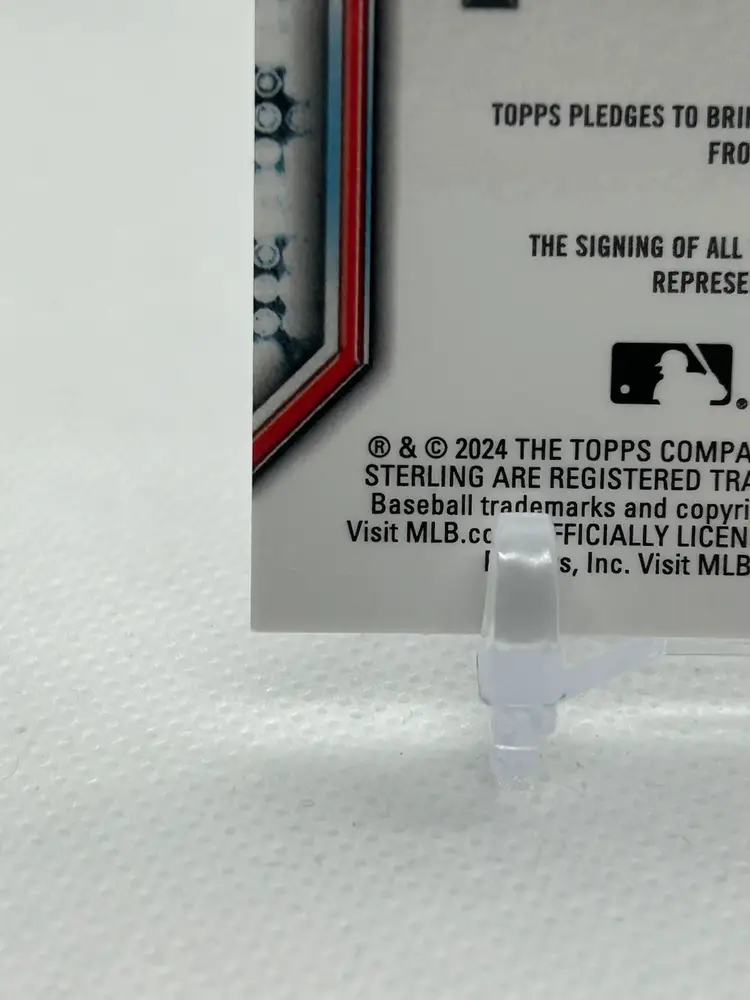 TOPPS PLEDGES TO BRI
FRO
THE SIGNING OF ALL
REPRESE
® & © 2024 THE TOPPS COMPA
STERLING ARE REGISTERED TRA
Baseball trademarks and copyri
Visit MLB.co FFICIALLY LICEN
s, Inc. Visit MLB